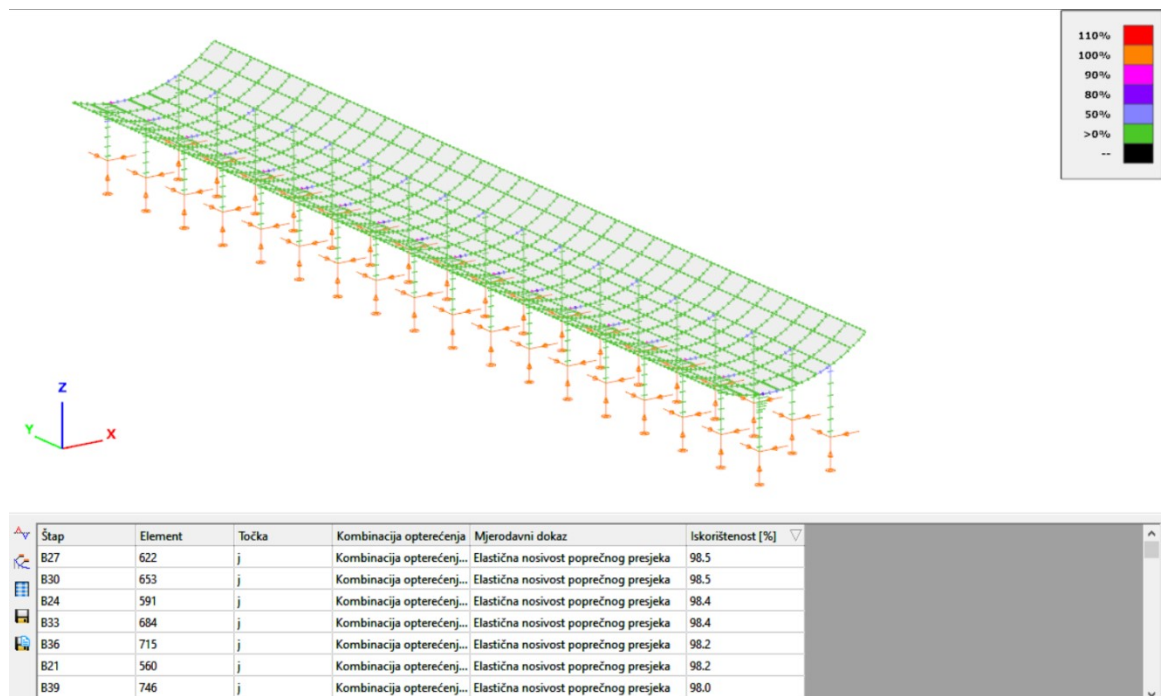 110%
100%
90%
80%
50%
>0%
--
Z
Y
X
Štap Element Točka Kombinacija opterećenja Mjerodavni dokaz Iskorištenost [%]
B27 622 j Kombinacija opterećenj... Elastična nosivost poprečnog presjeka 98.5
B30 653 j Kombinacija opterećenj... Elastična nosivost poprečnog presjeka 98.5
B24 591 j Kombinacija opterećenj... Elastična nosivost poprečnog presjeka 98.4
B33 684 j Kombinacija opterećenj... Elastična nosivost poprečnog presjeka 98.4
B36 715 j Kombinacija opterećenj... Elastična nosivost poprečnog presjeka 98.2
B21 560 j Kombinacija opterećenj... Elastična nosivost poprečnog presjeka 98.2
B39 746 j Kombinacija opterećenj... Elastična nosivost poprečnog presjeka 98.0